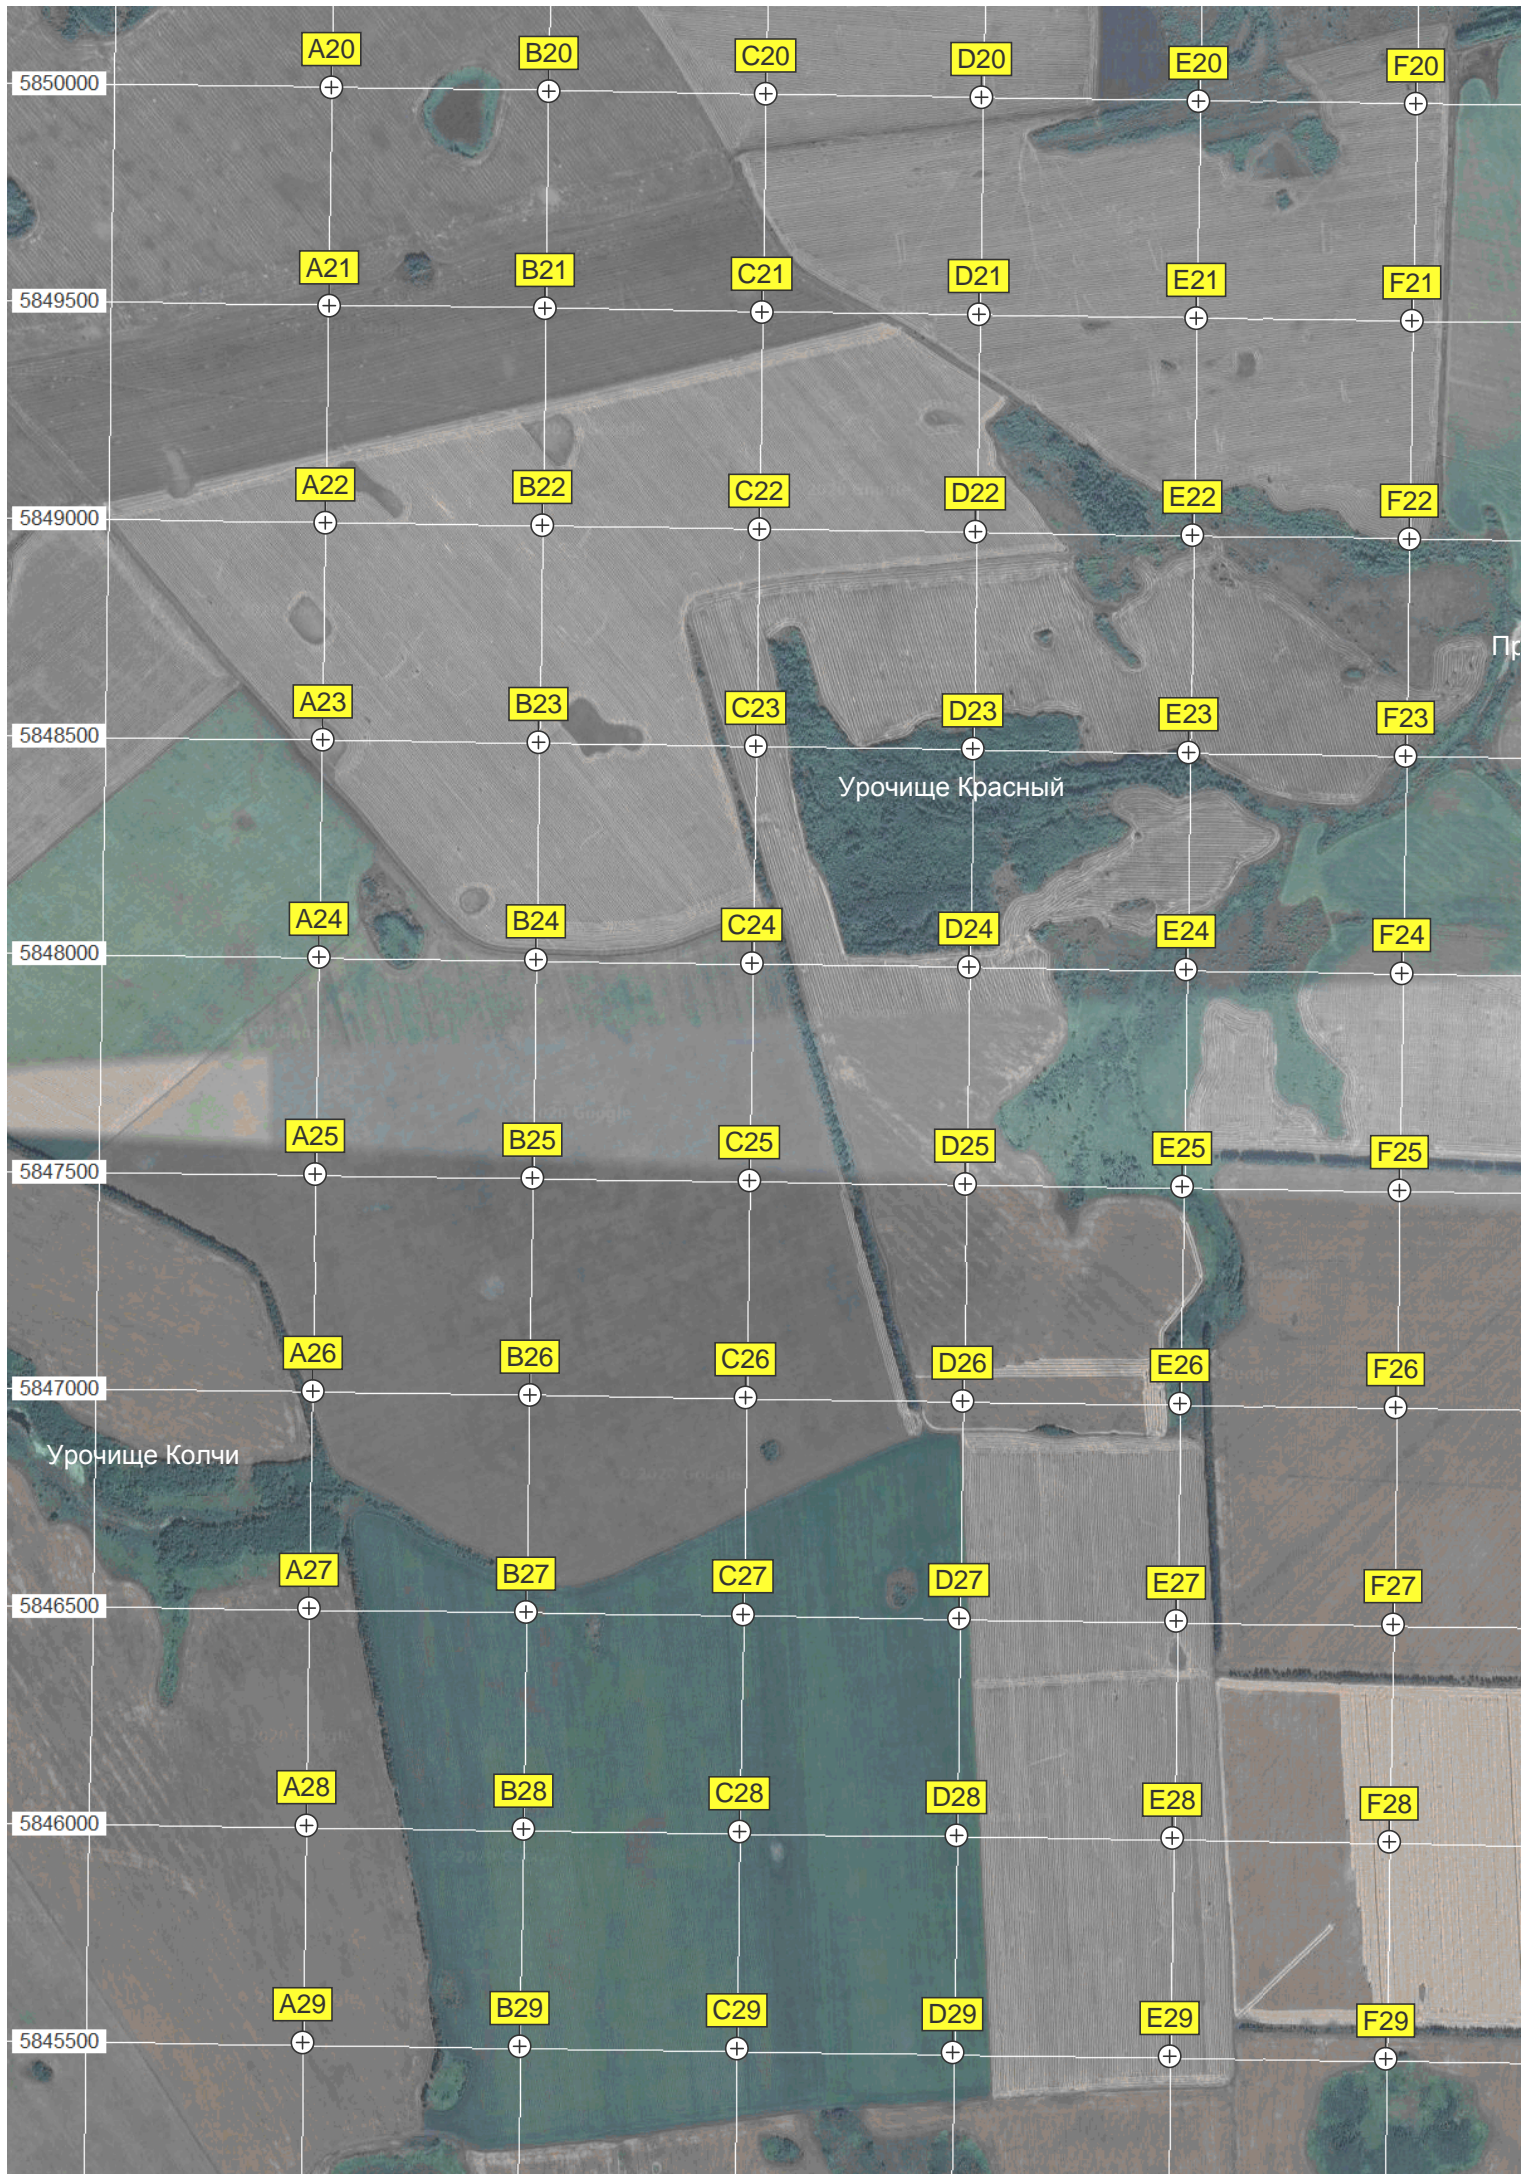 A20 B20 C20 D20 E20 F20
5850000
A21 B21 C21 D21 E21 F21
5849500
A22 B22 C22 D22 E22 F22
5849000
Пр
A23 B23 C23 D23 E23 F23
5848500
Урочище Красный
A24 B24 C24 D24 E24 F24
5848000
A25 B25 C25 D25 E25 F25
5847500
A26 B26 C26 D26 E26 F26
5847000
Урочище Колчи
A27 B27 C27 D27 E27 F27
5846500
A28 B28 C28 D28 E28 F28
5846000
A29 B29 C29 D29 E29 F29
5845500